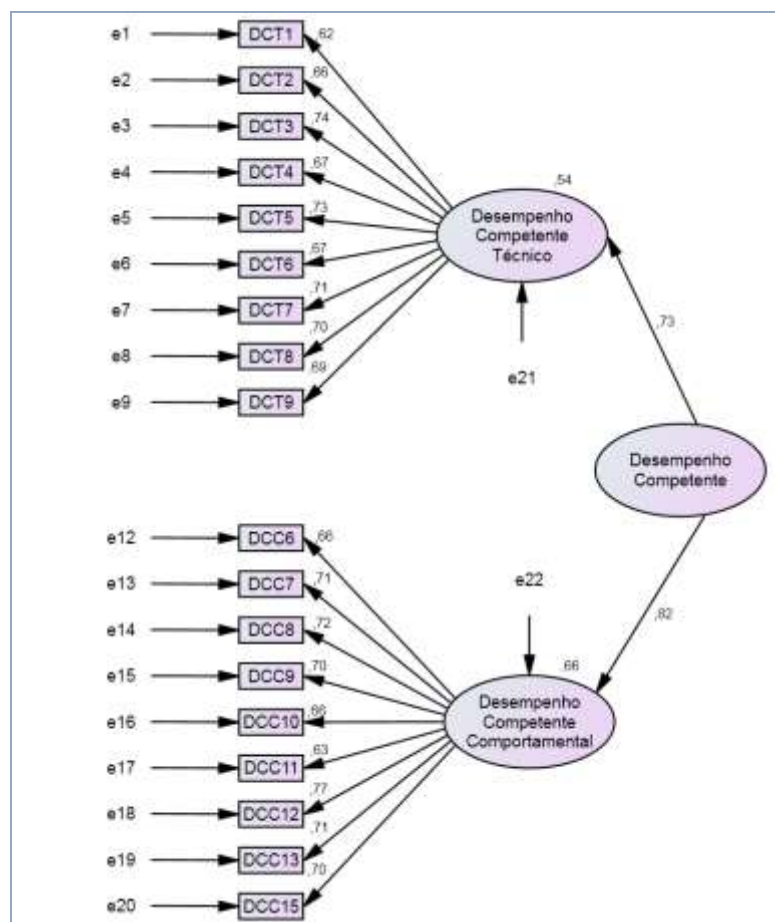 e1
DCT1
,62
e2
DCT2
,66
e3
DCT3
,74
e4
DCT4
,67
e5
DCT5
,73
e6
DCT6
,67
e7
DCT7
,71
e8
DCT8
,70
e9
DCT9
,69
,54
Desempenho
Competente
Técnico
e21
,73
Desempenho
Competente
e12
DCC6
,66
e13
DCC7
,71
e14
DCC8
,72
e15
DCC9
,70
e16
DCC10
,66
e17
DCC11
,63
e18
DCC12
,77
e19
DCC13
,71
e20
DCC15
,70
e22
,82
,66
Desempenho
Competente
Comportamental